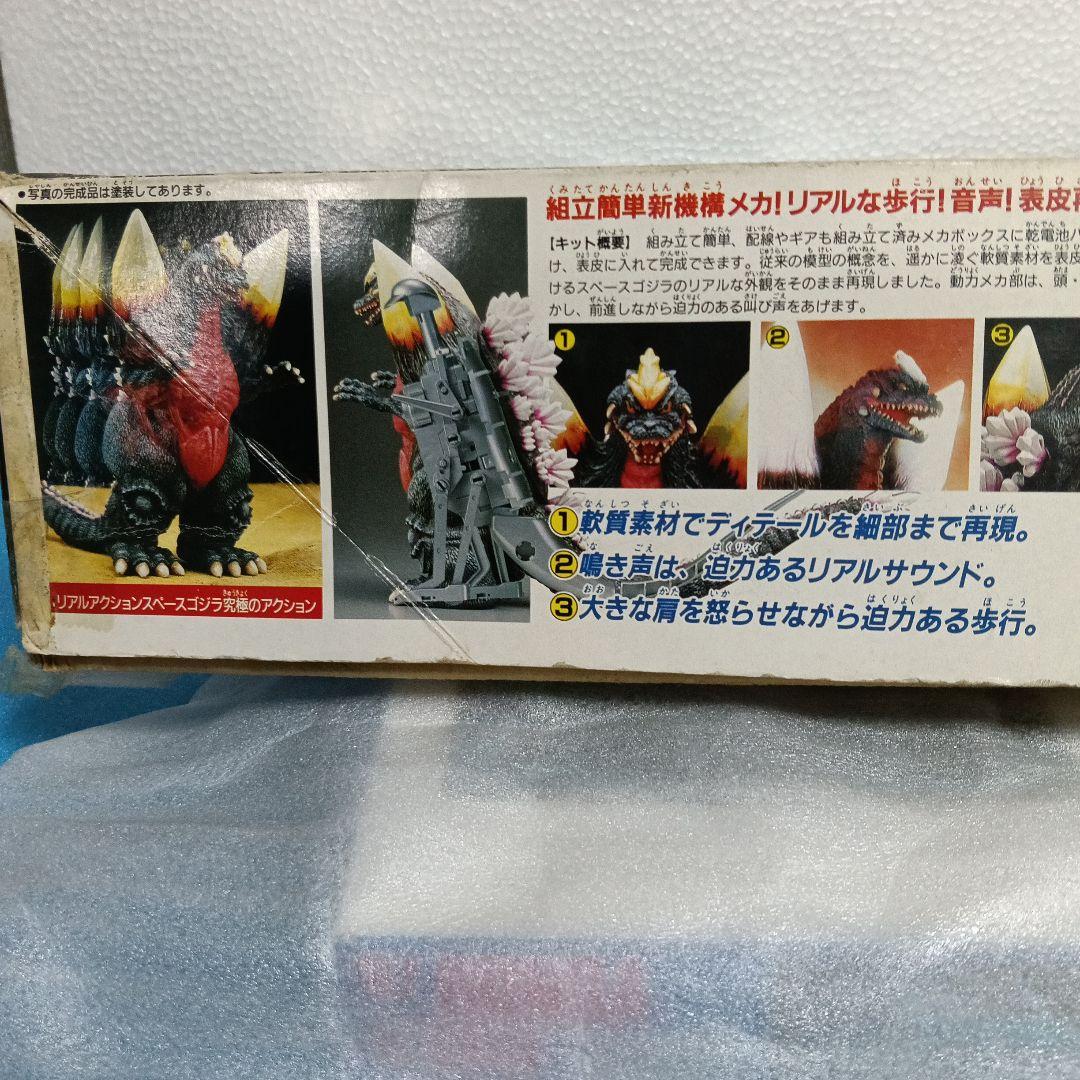 ●写真の完成品は塗装してあります。
リアルアクションスペースゴジラ究極のアクション
組立簡単新機構メカ!リアルな歩行!音声!表皮再
【キット概要】 組み立て簡単、配線やギアも組み立て済みメカボックスに乾電池
け、表皮に入れて完成できます。従来の模型の概念を、遥かに凌ぐ軟質素材を表皮
けるスペースゴジラのリアルな外観をそのまま再現しました。動力メカ部は、頭・
かし、前進しながら迫力のある叫び声をあげます。
1
2
3
①軟質素材でディテールを細部まで再現。
②鳴き声は、迫力あるリアルサウンド。
③大きな肩を怒らせながら迫力ある歩行。